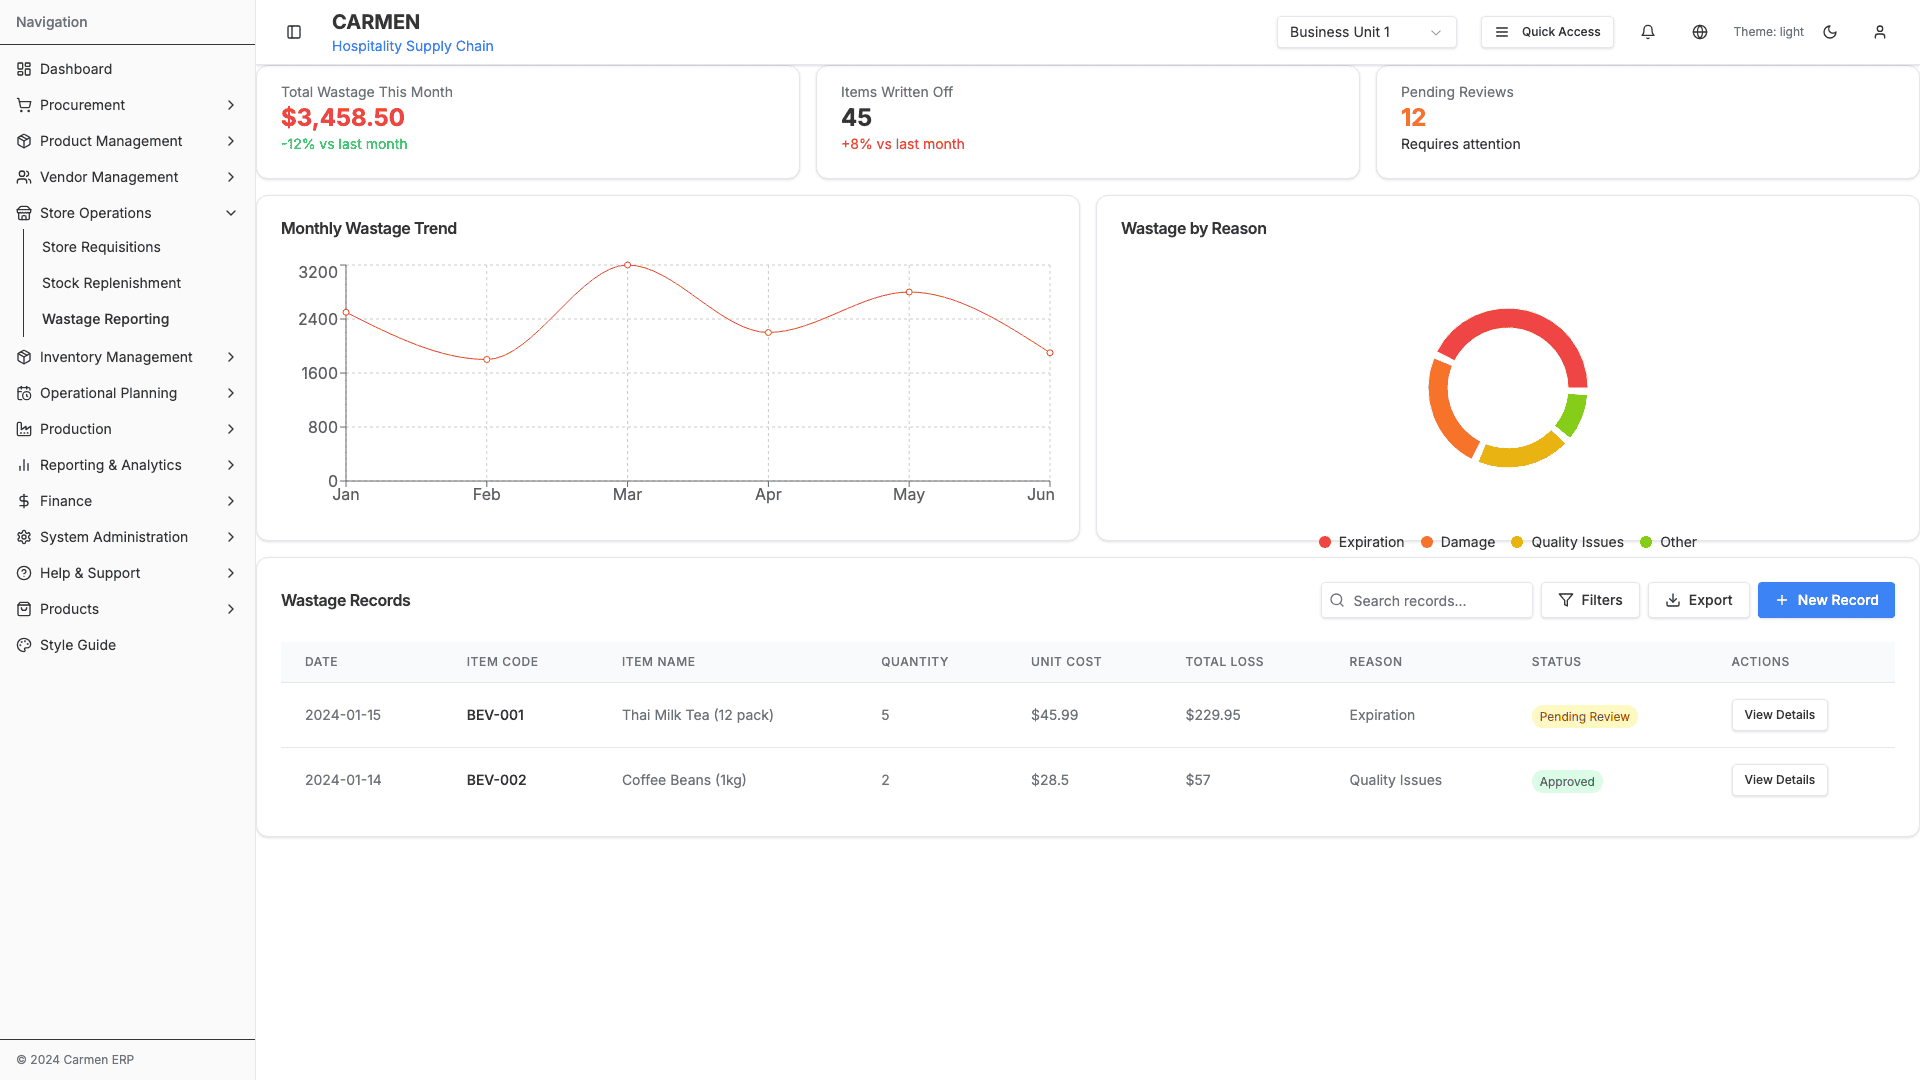 Navigation
Dashboard
Procurement
Product Management
Vendor Management
Store Operations
Store Requisitions
Stock Replenishment
Wastage Reporting
Inventory Management
Operational Planning
Production
Reporting & Analytics
Finance
System Administration
Help & Support
Products
Style Guide
© 2024 Carmen ERP
CARMEN
Hospitality Supply Chain
Business Unit 1
Quick Access
Theme: light
Total Wastage This Month
$3,458.50
-12% vs last month
Items Written Off
45
+8% vs last month
Pending Reviews
12
Requires attention
Monthly Wastage Trend
3200
2400
1600
800
0
Jan Feb Mar Apr May Jun
Wastage by Reason
Expiration Damage Quality Issues Other
Wastage Records
Search records...
Filters
Export
New Record
DATE ITEM CODE ITEM NAME QUANTITY UNIT COST TOTAL LOSS REASON STATUS ACTIONS
2024-01-15 BEV-001 Thai Milk Tea (12 pack) 5 $45.99 $229.95 Expiration Pending Review View Details
2024-01-14 BEV-002 Coffee Beans (1kg) 2 $28.5 $57 Quality Issues Approved View Details